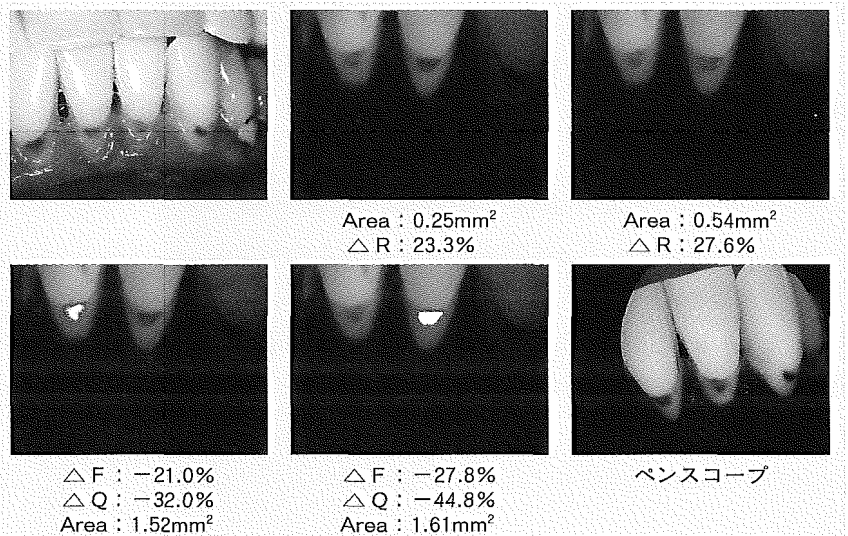 Area：0.25mm²
△R：23.3%
Area：0.54mm²
△R：27.6%
△F：−21.0%
△Q：−32.0%
Area：1.52mm²
△F：−27.8%
△Q：−44.8%
Area：1.61mm²
ペンスコープ